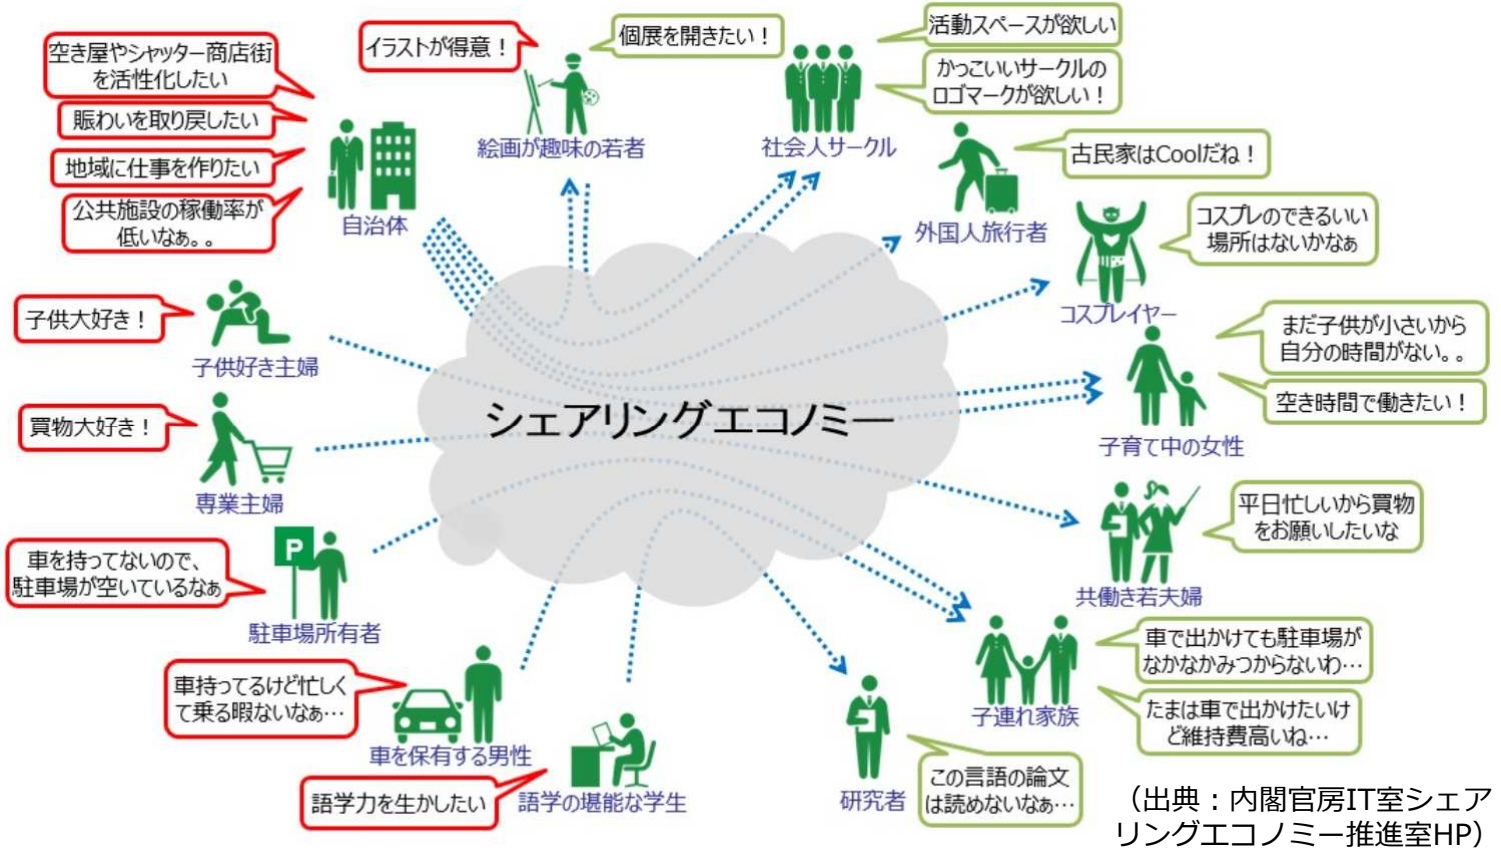 空き屋やシャッター商店街
を活性化したい
賑わいを取り戻したい
地域に仕事を作りたい
公共施設の稼働率が
低いなぁ。。
自治体
イラストが得意！
個展を開きたい！
絵画が趣味の若者
活動スペースが欲しい
かっこいいサークルの
ロゴマークが欲しい！
社会人サークル
古民家はCoolだね！
外国人旅行者
コスプレのできるいい
場所はないかなぁ
コスプレイヤー
子供大好き！
子供好き主婦
まだ子供が小さいから
自分の時間がない。。
空き時間で働きたい！
子育て中の女性
シェアリングエコノミー
買物大好き！
専業主婦
平日忙しいから買物
をお願いしたいな
共働き若夫婦
P
車を持ってないので、
駐車場が空いているなぁ
駐車場所有者
車で出かけても駐車場が
なかなかみつからないわ…
たまは車で出かけたいけ
ど維持費高いね…
子連れ家族
車持ってるけど忙しく
て乗る暇ないなぁ…
車を保有する男性
語学力を生かしたい
語学の堪能な学生
研究者
この言語の論文
は読めないなぁ…
（出典：内閣官房IT室シェア
リングエコノミー推進室HP）